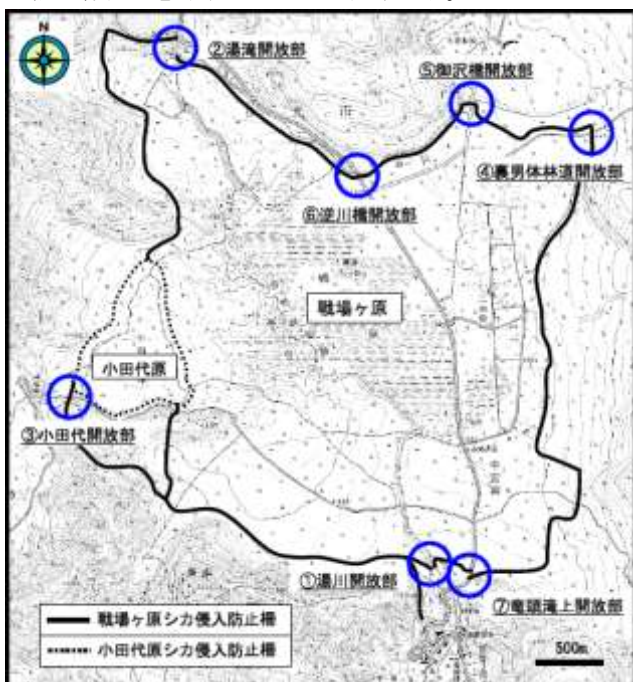 N
②湯滝開放部
⑤御沢橋開放部
④裏男体林道開放部
⑥逆川橋開放部
戦場ヶ原
小田代原
③小田代開放部
①湯川開放部
⑦竜頭滝上開放部
戦場ヶ原シカ侵入防止柵
小田代原シカ侵入防止柵
500m